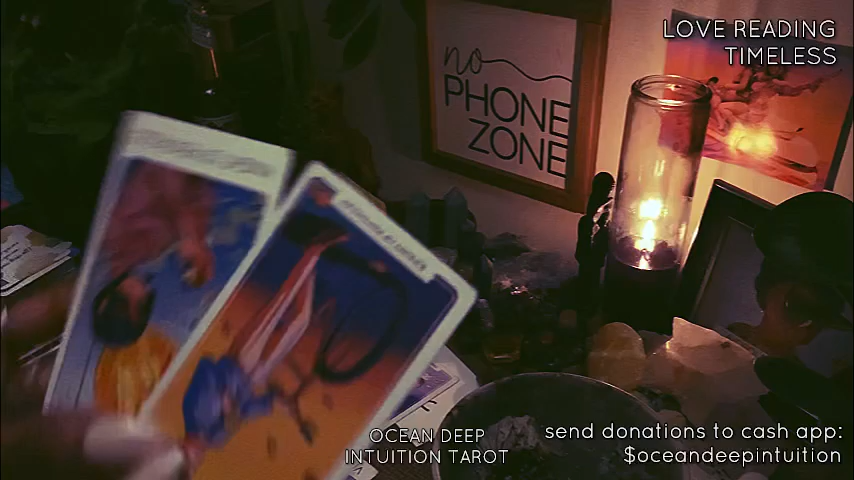 LOVE READING
TIMELESS
no
PHONE
ZONE
OCEAN DEEP
INTUITION TAROT
send donations to cash app:
$oceandeepintuition